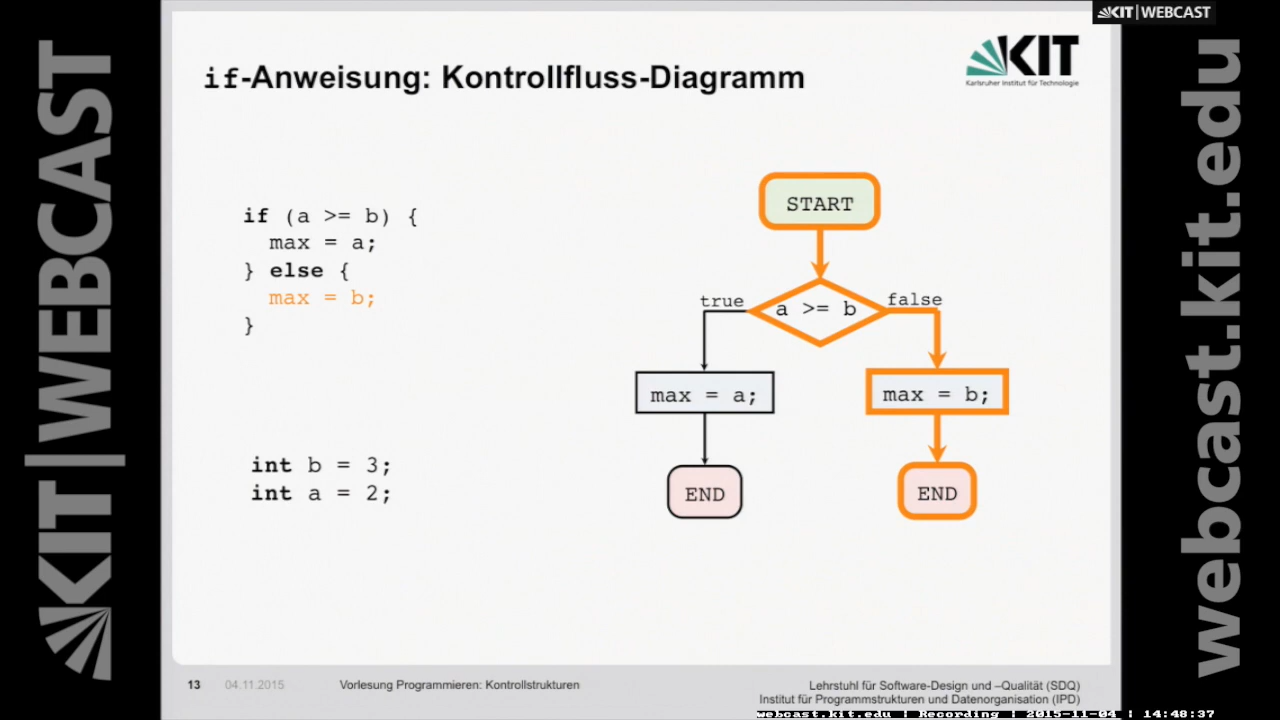 KIT|WEBCAST
KIT|WEBCAST
webcast.kit.edu
KIT
Karlsruher Institut für Technologie
if-Anweisung: Kontrollfluss-Diagramm
if (a >= b) {
max = a;
} else {
max = b;
}
int b = 3;
int a = 2;
START
true
a >= b
false
max = a;
max = b;
END
END
13 04.11.2015 Vorlesung Programmieren: Kontrollstrukturen
Lehrstuhl für Software-Design und –Qualität (SDQ)
Institut für Programmstrukturen und Datenorganisation (IPD)
webcast.kit.edu | Recording | 2015-11-04 | 14:48:37